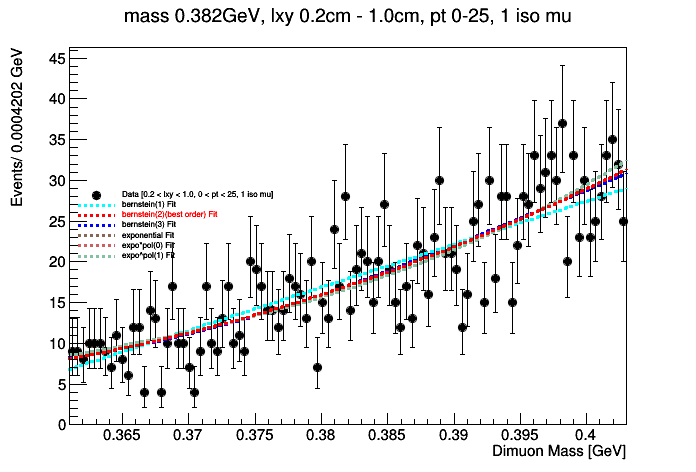 mass 0.382GeV, lxy 0.2cm - 1.0cm, pt 0-25, 1 iso mu
Events/ 0.0004202 GeV
45
40
35
30
25
20
15
10
5
0
Data [0.2 < lxy < 1.0, 0 < pt < 25, 1 iso mu]
bernstein(1) Fit
bernstein(2)(best order) Fit
bernstein(3) Fit
exponential Fit
expo*pol(0) Fit
expo*pol(1) Fit
0.365 0.37 0.375 0.38 0.385 0.39 0.395 0.4
Dimuon Mass [GeV]